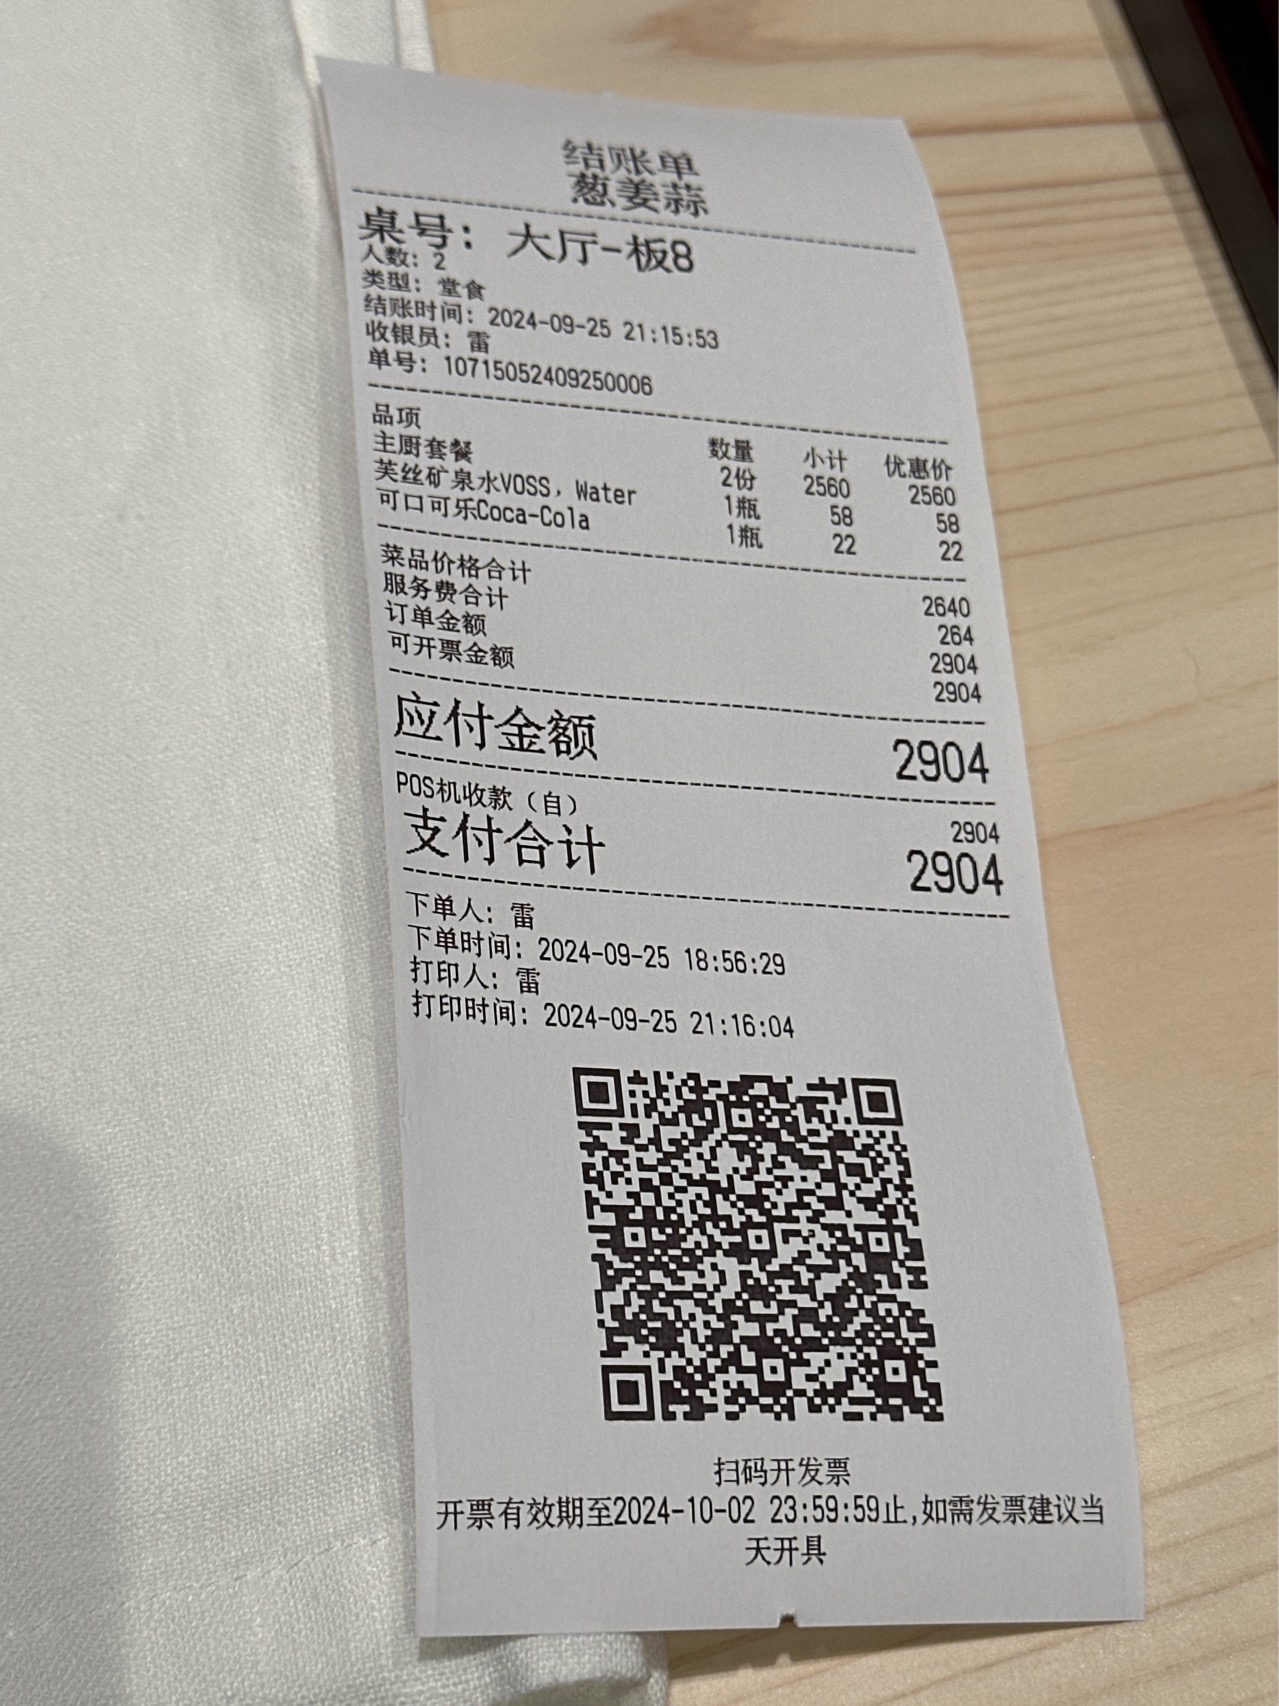 结账单
葱姜蒜
桌号：大厅-板8
人数：2
类型：堂食
结账时间：2024-09-25 21:15:53
收银员：雷
单号：10715052409250006
品项 数量 小计 优惠价
主厨套餐 2份 2560 2560
芙丝矿泉水VOSS，Water 1瓶 58 58
可口可乐Coca-Cola 1瓶 22 22
菜品价格合计 2640
服务费合计 264
订单金额 2904
可开票金额 2904
应付金额 2904
POS机收款（自） 2904
支付合计 2904
下单人：雷
下单时间：2024-09-25 18:56:29
打印人：雷
打印时间：2024-09-25 21:16:04
扫码开发票
开票有效期至2024-10-02 23:59:59止,如需发票建议当
天开具